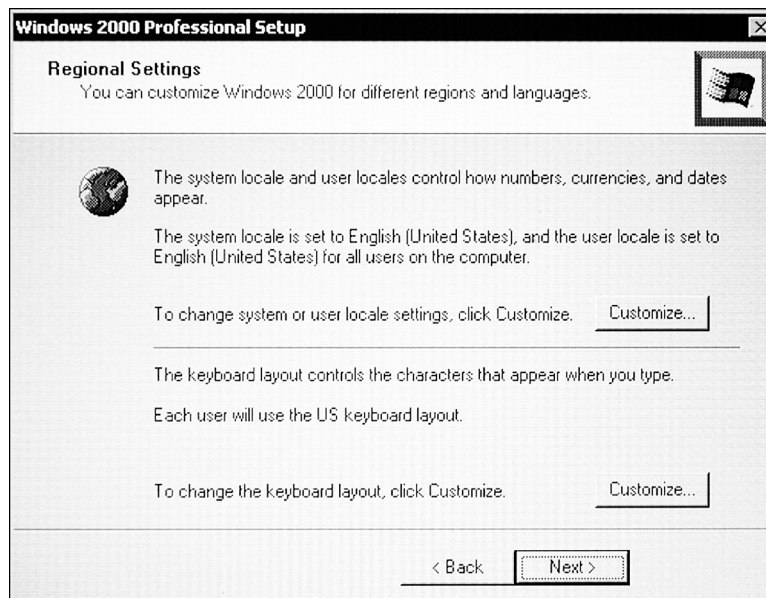 Windows 2000 Professional Setup
Regional Settings
You can customize Windows 2000 for different regions and languages.
The system locale and user locales control how numbers, currencies, and dates
appear.
The system locale is set to English (United States), and the user locale is set to
English (United States) for all users on the computer.
To change system or user locale settings, click Customize. Customize...
The keyboard layout controls the characters that appear when you type.
Each user will use the US keyboard layout.
To change the keyboard layout, click Customize. Customize...
< Back Next >